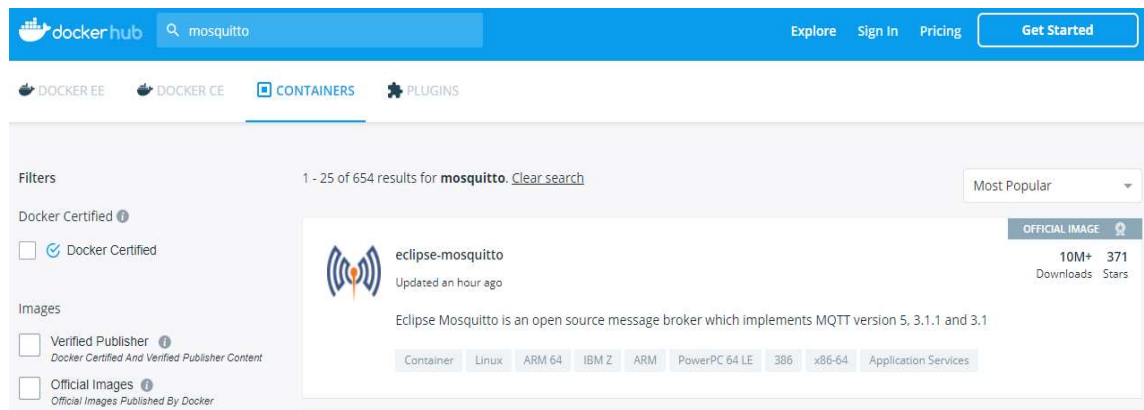 dockerhub mosquitto Explore Sign In Pricing Get Started
DOCKER EE DOCKER CE CONTAINERS PLUGINS
Filters
1 - 25 of 654 results for mosquitto. Clear search
Most Popular
Docker Certified
Docker Certified
Images
Verified Publisher
Docker Certified And Verified Publisher Content
Official Images
Official Images Published By Docker
OFFICIAL IMAGE
eclipse-mosquitto
Updated an hour ago
10M+ 371
Downloads Stars
Eclipse Mosquitto is an open source message broker which implements MQTT version 5, 3.1.1 and 3.1
Container Linux ARM 64 IBM Z ARM PowerPC 64 LE 386 x86-64 Application Services